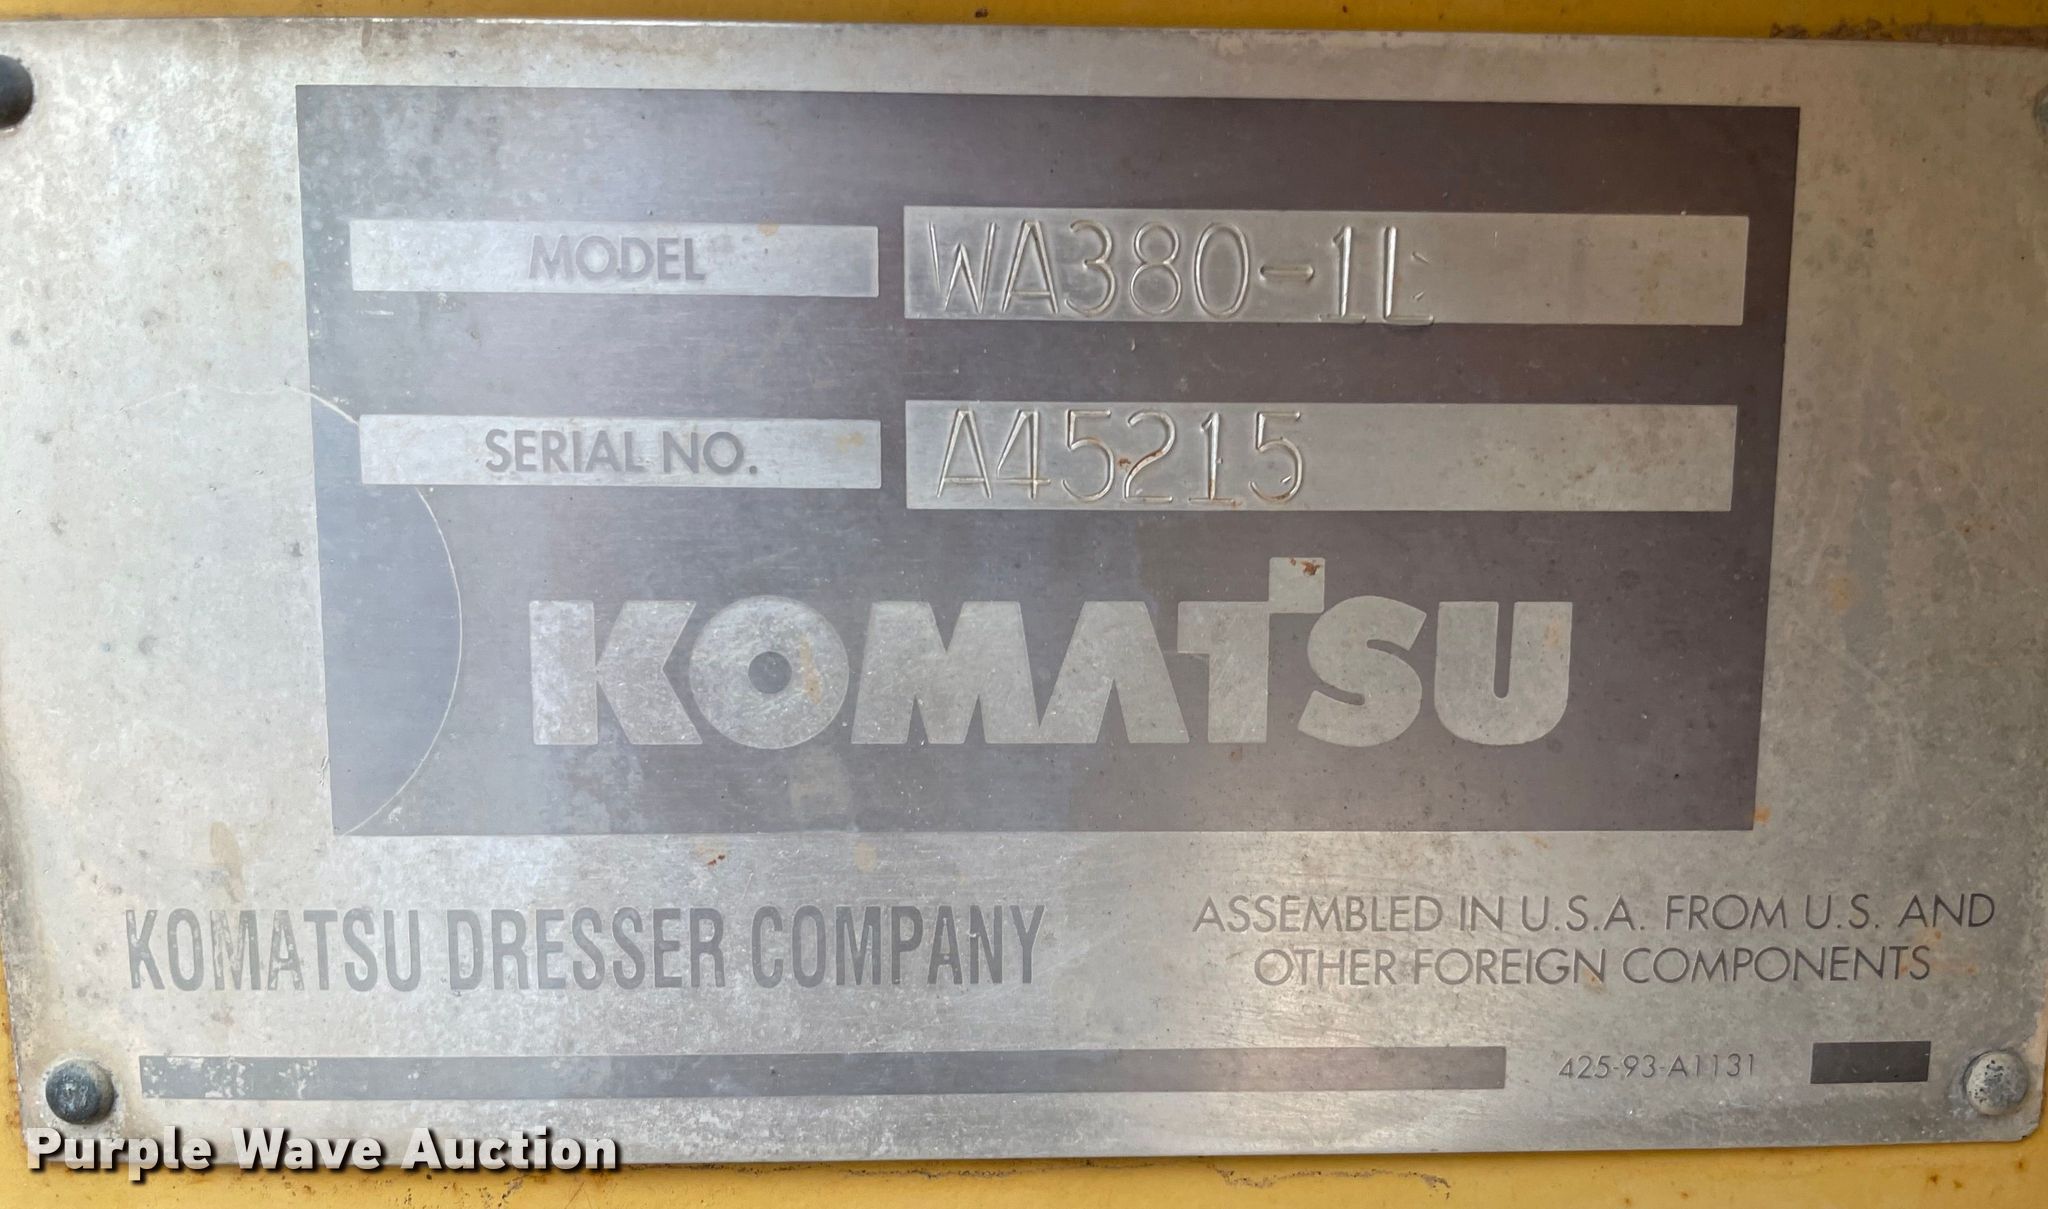 MODEL WA380-1L
SERIAL NO. A45215
KOMATSU
KOMATSU DRESSER COMPANY
ASSEMBLED IN U.S.A. FROM U.S. AND
OTHER FOREIGN COMPONENTS
425-93-A1131
Purple Wave Auction